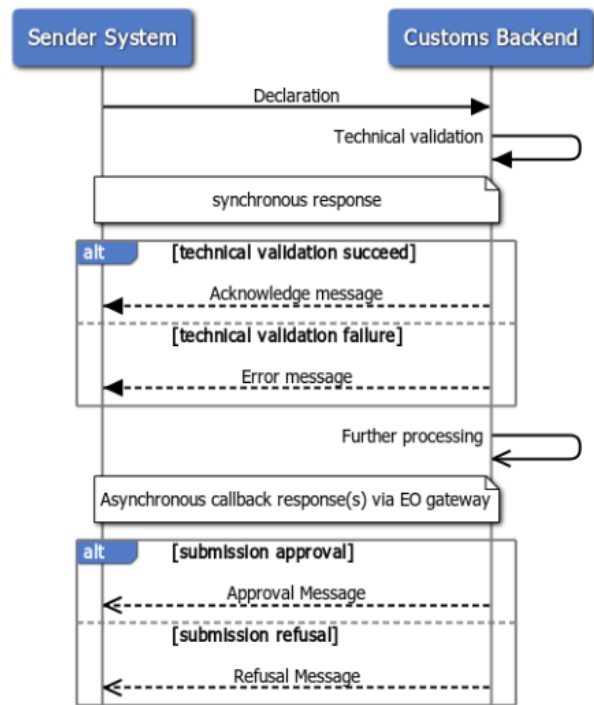 Sender System
Customs Backend
Declaration
Technical validation
synchronous response
alt
[technical validation succeed]
Acknowledge message
[technical validation failure]
Error message
Further processing
Asynchronous callback response(s) via EO gateway
alt
[submission approval]
Approval Message
[submission refusal]
Refusal Message